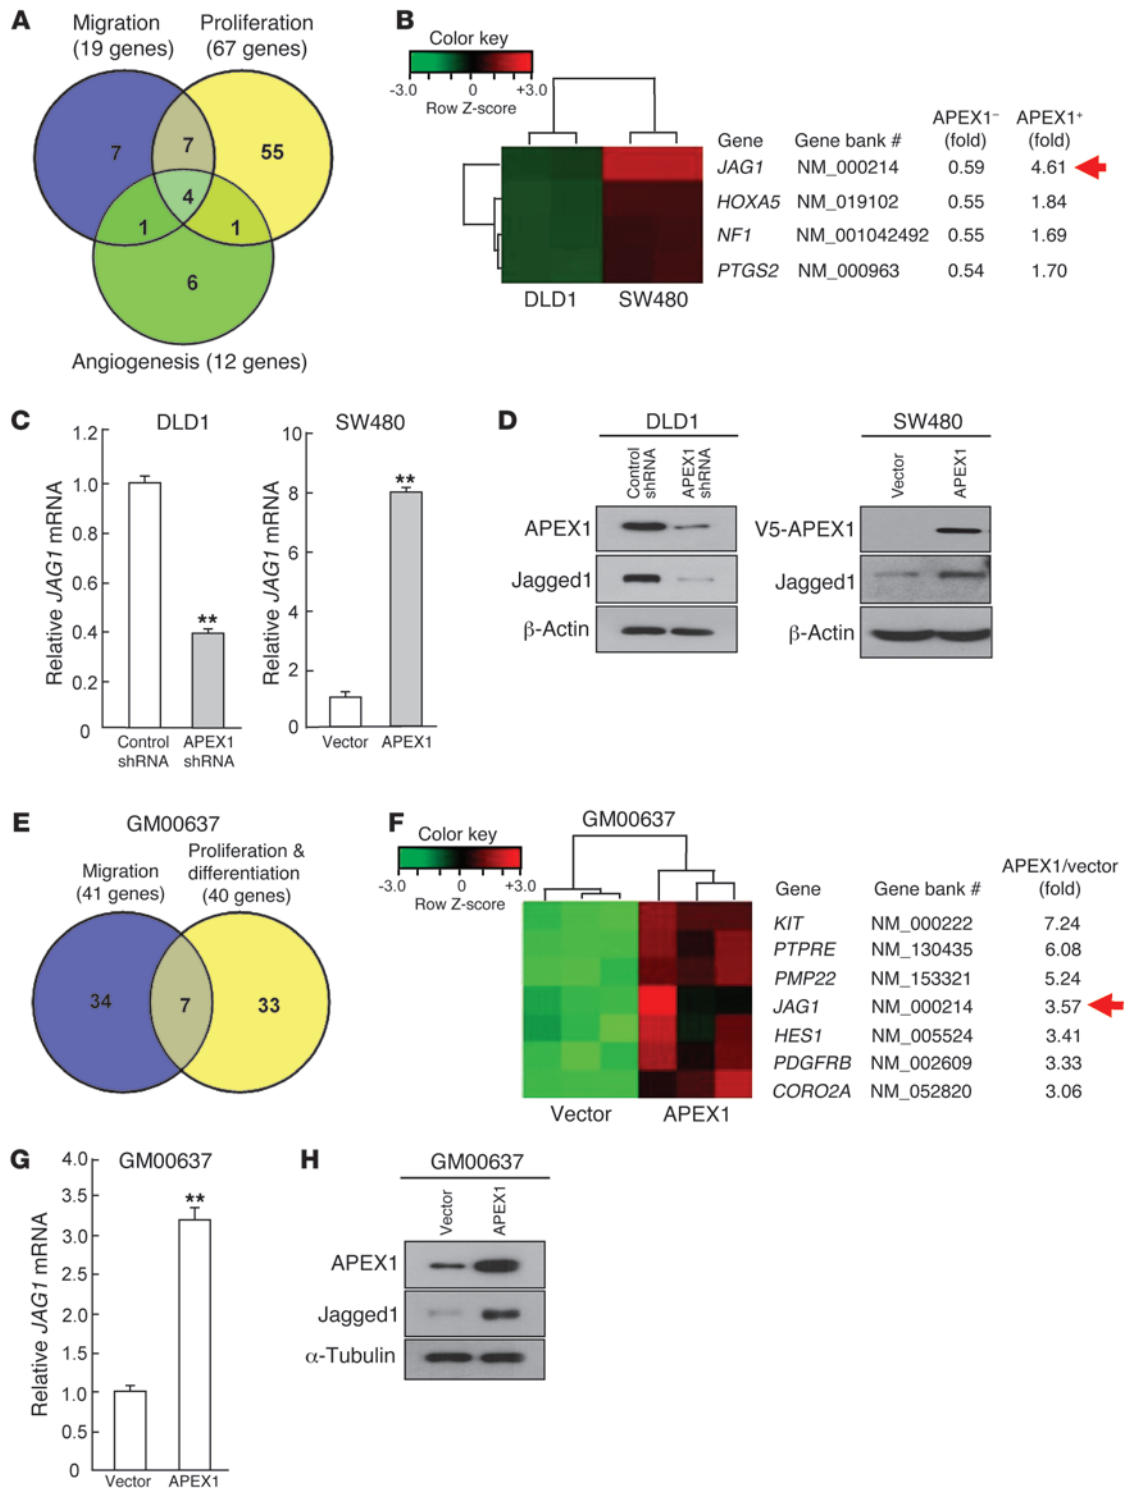 A
Migration
(19 genes)
Proliferation
(67 genes)
7
7
55
4
1
1
6
Angiogenesis (12 genes)
B
Color key
-3.0 0 +3.0
Row Z-score
DLD1 SW480
Gene Gene bank # APEX1⁻ (fold) APEX1⁺ (fold)
JAG1 NM_000214 0.59 4.61
HOXA5 NM_019102 0.55 1.84
NF1 NM_001042492 0.55 1.69
PTGS2 NM_000963 0.54 1.70
C
DLD1
Relative JAG1 mRNA
1.2
1.0
0.8
0.6
0.4
0.2
0
**
Control shRNA
APEX1 shRNA
SW480
Relative JAG1 mRNA
10
8
6
4
2
0
**
Vector APEX1
D
DLD1
Control shRNA
APEX1 shRNA
APEX1
Jagged1
β-Actin
SW480
Vector
APEX1
V5-APEX1
Jagged1
β-Actin
E
GM00637
Migration
(41 genes)
Proliferation &
differentiation
(40 genes)
34 7 33
F
GM00637
Color key
-3.0 0 +3.0
Row Z-score
Vector APEX1
Gene Gene bank # APEX1/vector (fold)
KIT NM_000222 7.24
PTPRE NM_130435 6.08
PMP22 NM_153321 5.24
JAG1 NM_000214 3.57
HES1 NM_005524 3.41
PDGFRB NM_002609 3.33
CORO2A NM_052820 3.06
G
GM00637
Relative JAG1 mRNA
4.0
3.5
3.0
2.5
2.0
1.5
1.0
0.5
0
**
Vector APEX1
H
GM00637
Vector
APEX1
APEX1
Jagged1
α-Tubulin